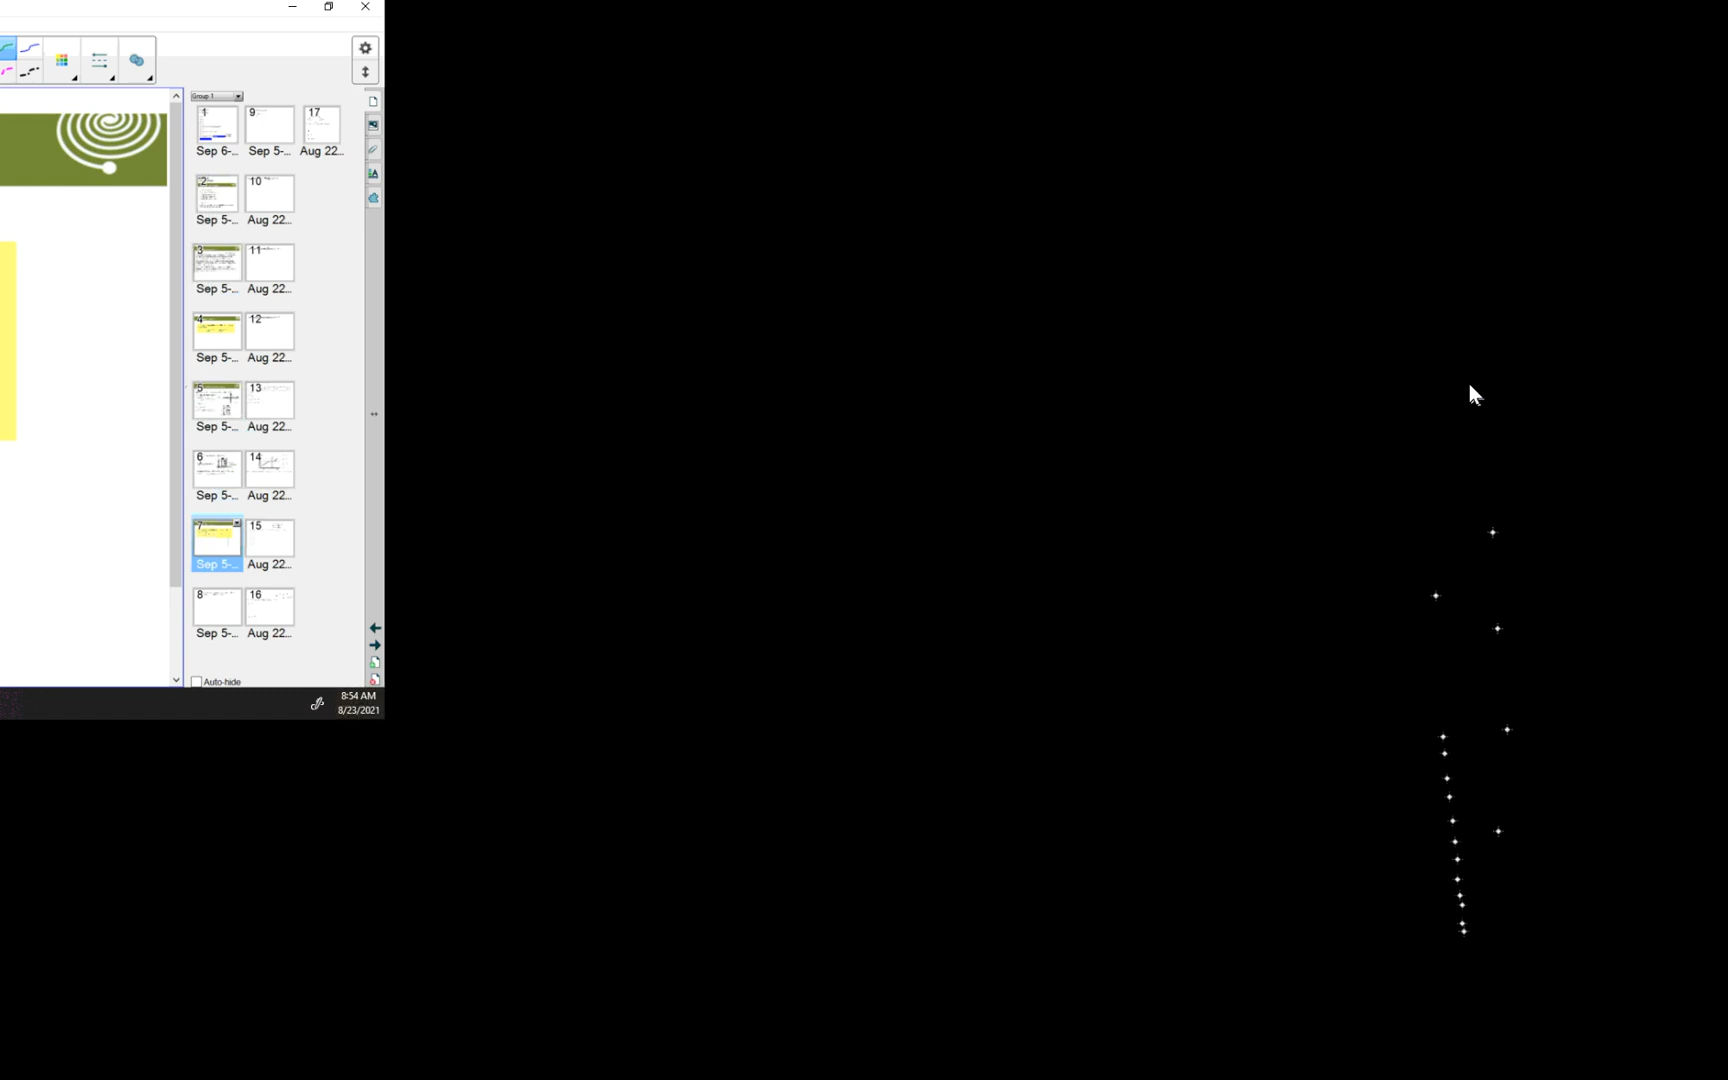 Group 1
1 9 17
Sep 6-... Sep 5-... Aug 22...
2 10
Sep 5-... Aug 22...
3 11
Sep 5-... Aug 22...
4 12
Sep 5-... Aug 22...
5 13
Sep 5-... Aug 22...
6 14
Sep 5-... Aug 22...
7 15
Sep 5-... Aug 22...
8 16
Sep 5-... Aug 22...
Auto-hide
8:54 AM
8/23/2021